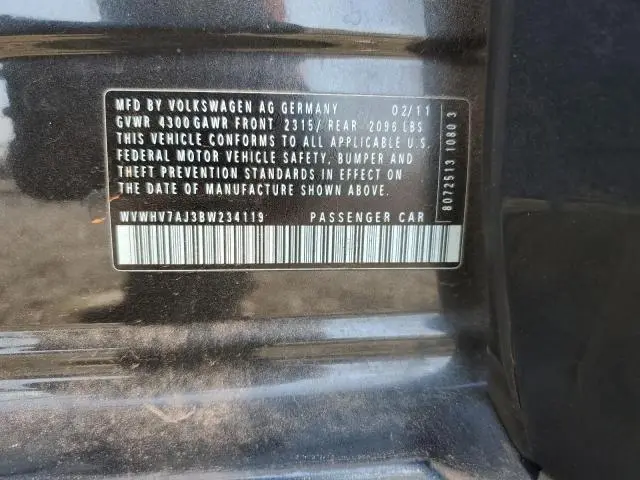 MFD BY VOLKSWAGEN AG GERMANY 02/11
GVWR 4300 GAWR FRONT 2315/ REAR 2096 LBS
THIS VEHICLE CONFORMS TO ALL APPLICABLE U.S.
FEDERAL MOTOR VEHICLE SAFETY, BUMPER AND
THEFT PREVENTION STANDARDS IN EFFECT ON
THE DATE OF MANUFACTURE SHOWN ABOVE.
WVWHV7AJ3BW234119 PASSENGER CAR
8072513 1080 3